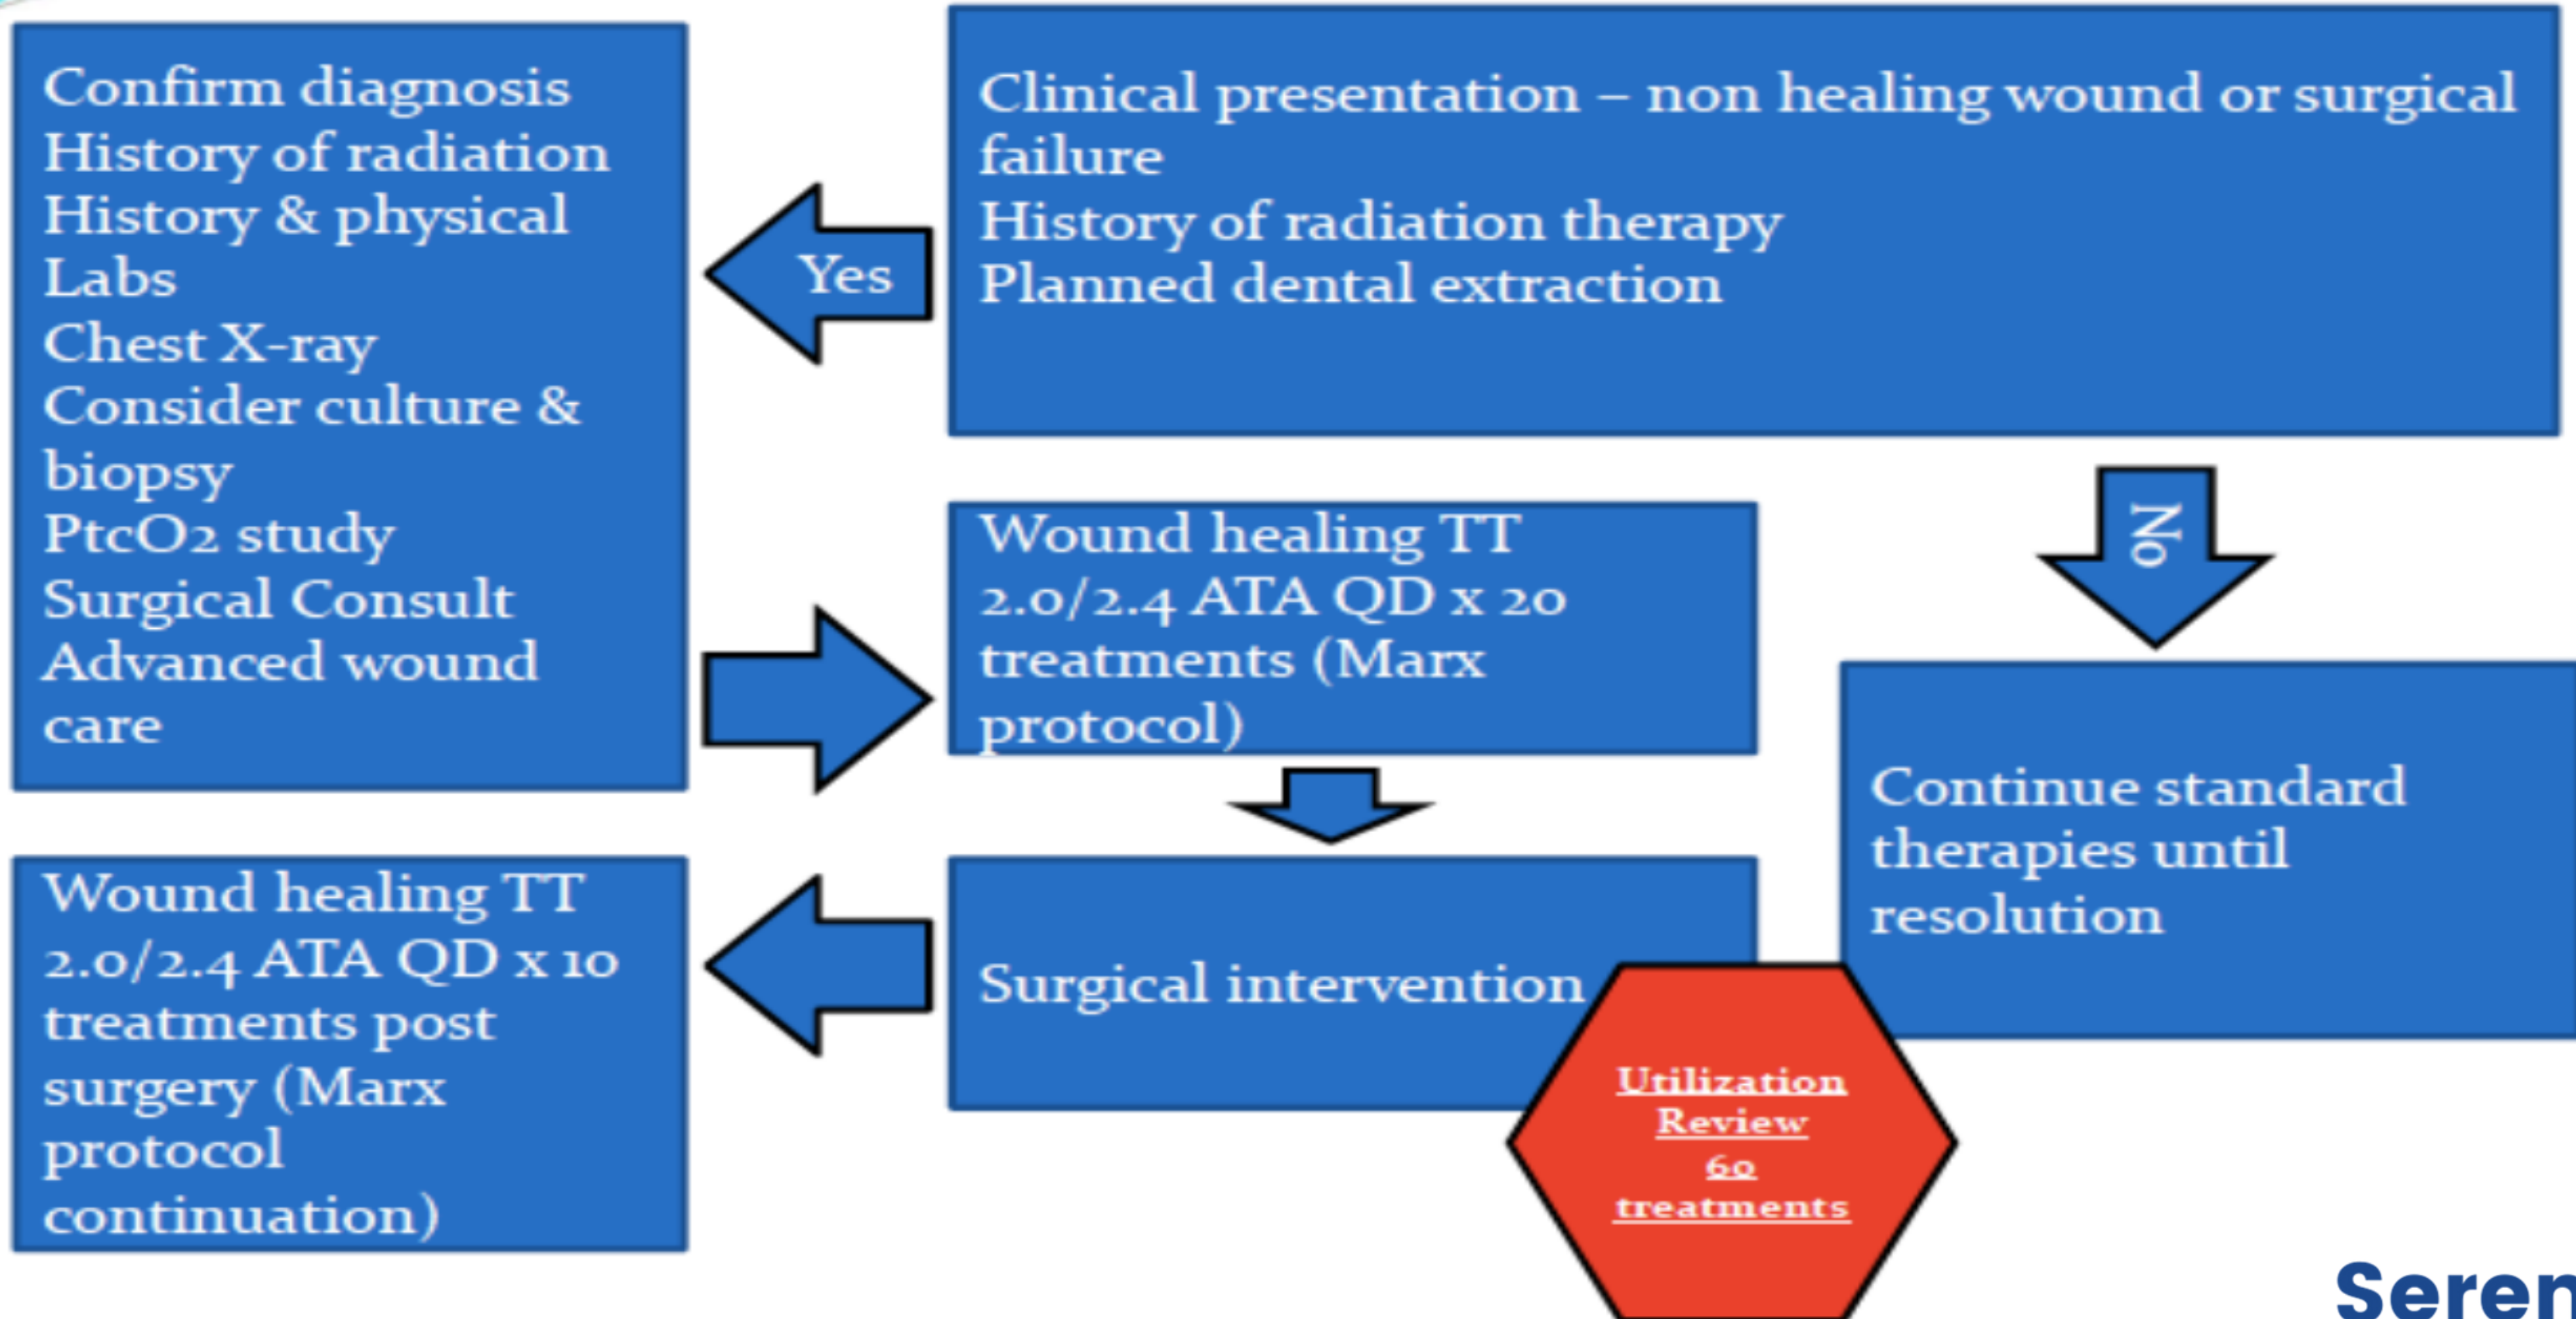 Clinical presentation – non healing wound or surgical
failure
History of radiation therapy
Planned dental extraction
Yes
Confirm diagnosis
History of radiation
History & physical
Labs
Chest X-ray
Consider culture &
biopsy
PtcO2 study
Surgical Consult
Advanced wound
care
Wound healing TT
2.0/2.4 ATA QD x 20
treatments (Marx
protocol)
No
Continue standard
therapies until
resolution
Surgical intervention
Wound healing TT
2.0/2.4 ATA QD x 10
treatments post
surgery (Marx
protocol
continuation)
Utilization
Review
60
treatments
Seren